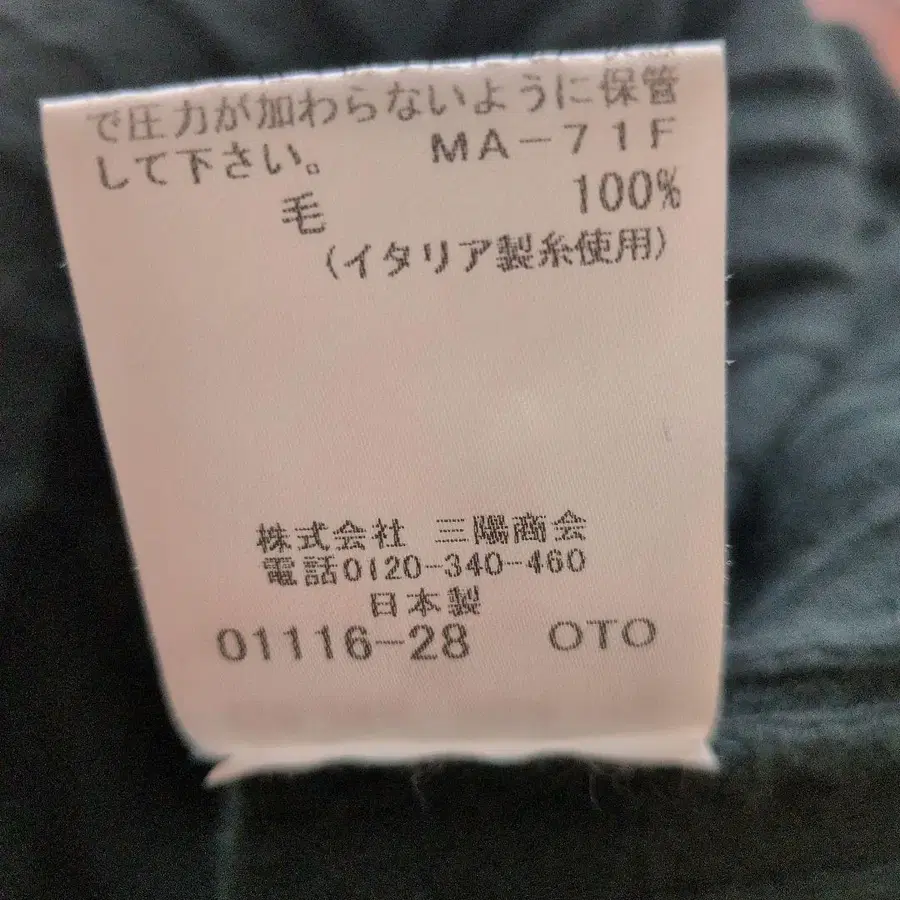 で圧力が加わらないように保管
して下さい。 MA-71F
毛 100%
(イタリア製糸使用)
株式会社 三陽商会
電話0120-340-460
日本製
01116-28 OTO